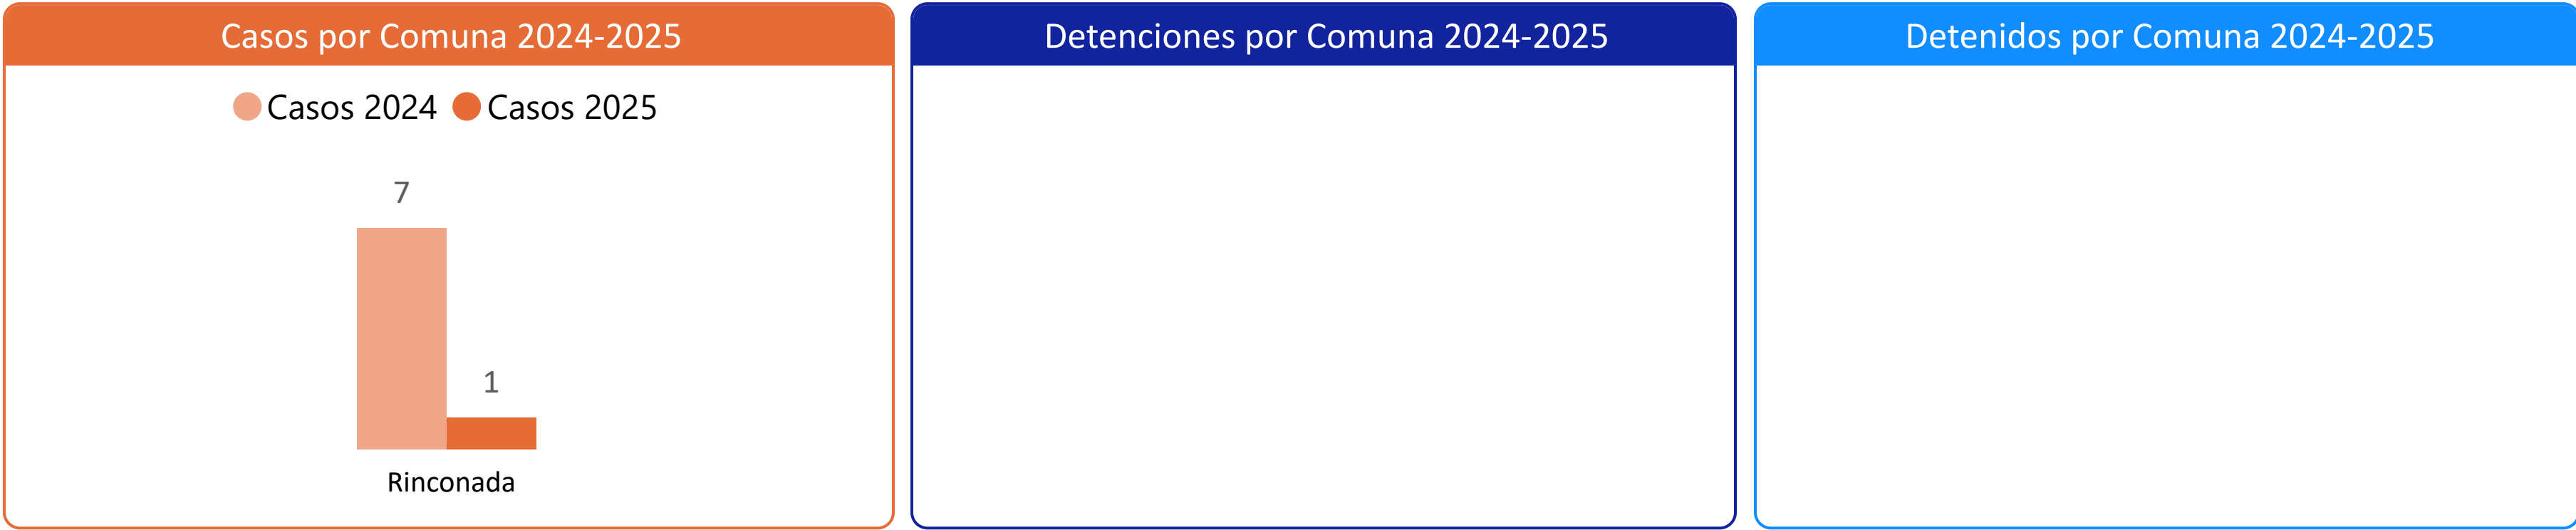 Casos por Comuna 2024-2025
Casos 2024 Casos 2025
7
1
Rinconada
Detenciones por Comuna 2024-2025
Detenidos por Comuna 2024-2025